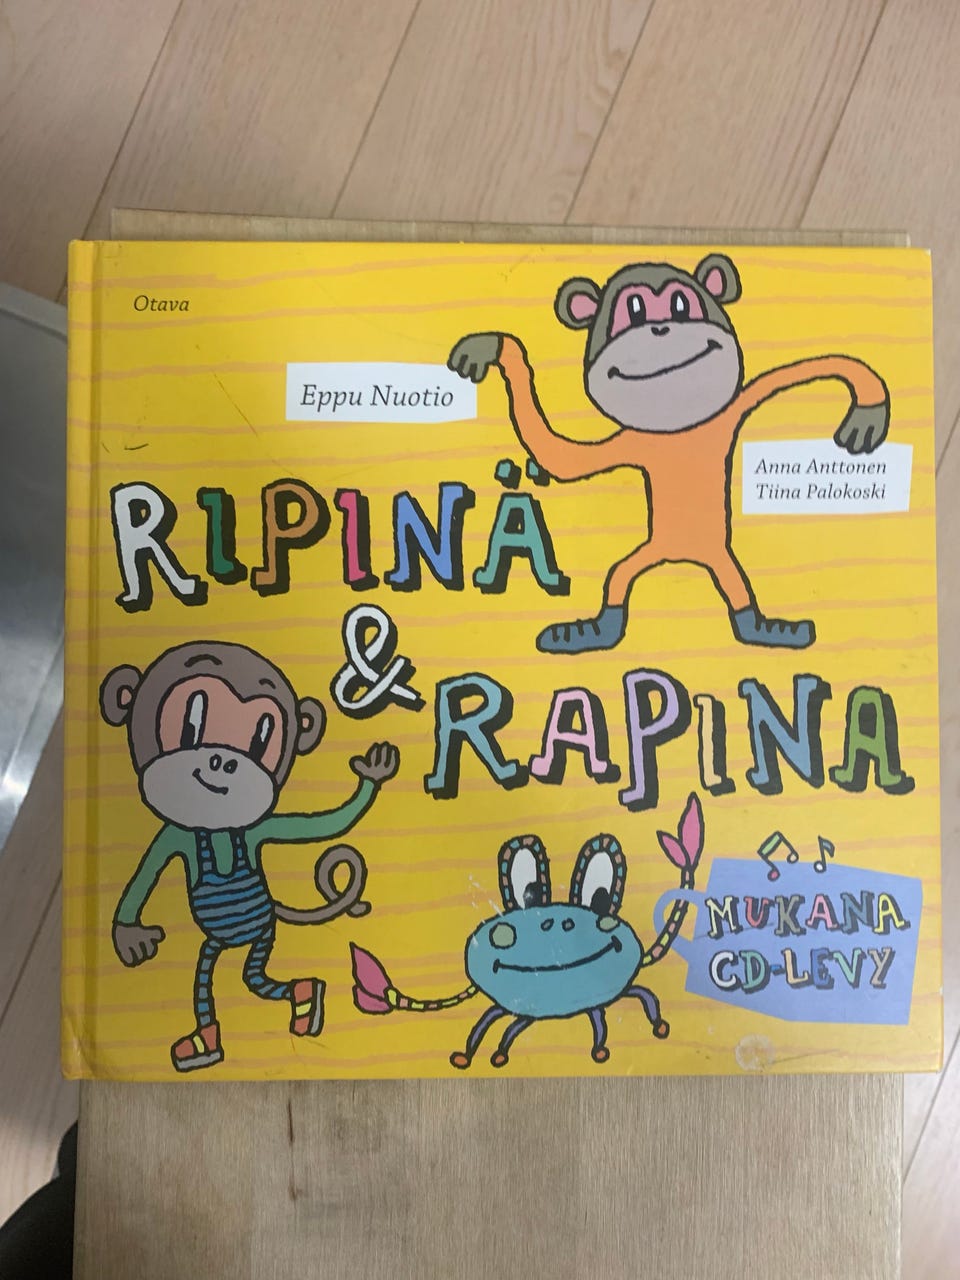 Otava
Eppu Nuotio
Anna Anttonen
Tiina Palokoski
RIPINÄ
&
RAPINA
MUKANA
CD-LEVY